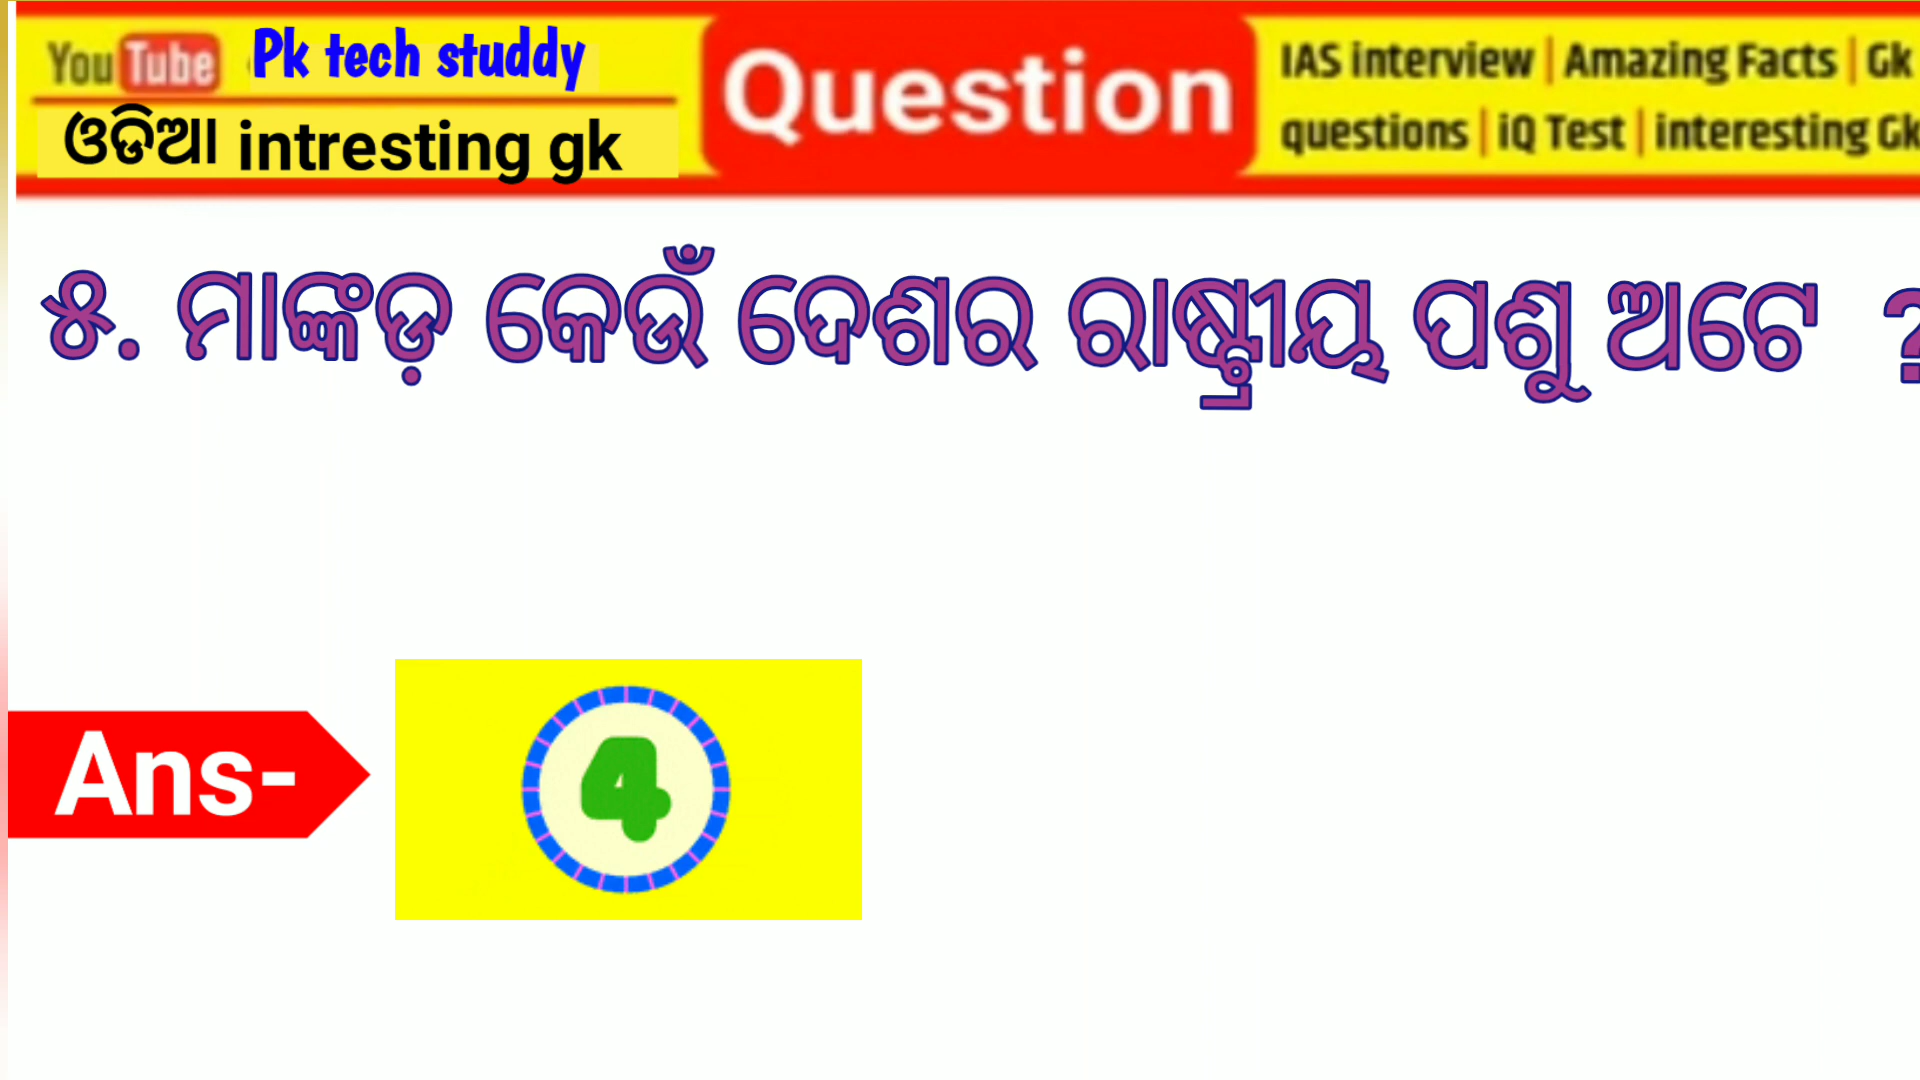 YouTube Pk tech studdy
ଓଡିଆ intresting gk
Question
IAS interview | Amazing Facts | Gk
questions | iQ Test | interesting Gk
୫. ମାଙ୍କଡ଼ କେଉଁ ଦେଶର ରାଷ୍ଟ୍ରୀୟ ପଶୁ ଅଟେ ?
Ans-
4